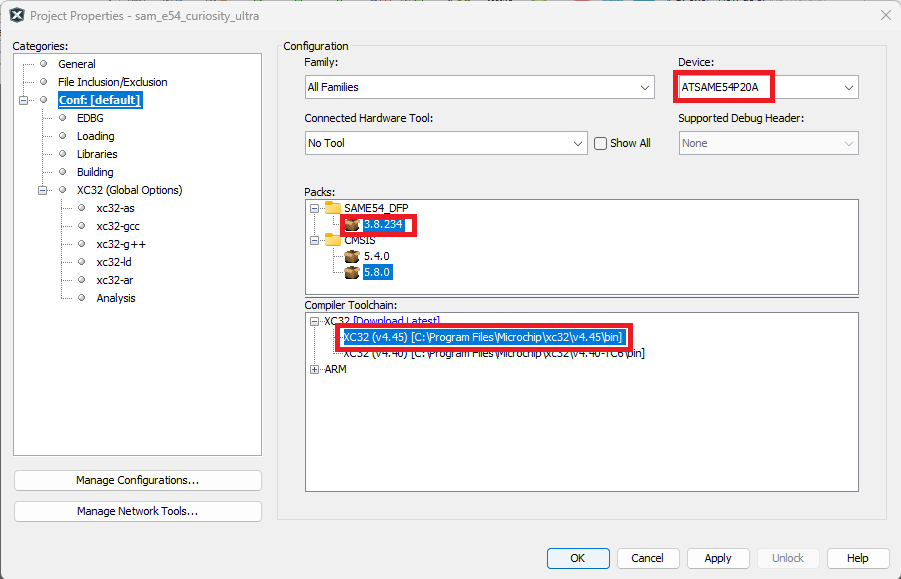 Project Properties - sam_e54_curiosity_ultra
Categories:
General
File Inclusion/Exclusion
Conf: [default]
EDBG
Loading
Libraries
Building
XC32 (Global Options)
xc32-as
xc32-gcc
xc32-g++
xc32-ld
xc32-ar
Analysis
Manage Configurations...
Manage Network Tools...
Configuration
Family:
Device:
All Families
ATSAME54P20A
Connected Hardware Tool:
Supported Debug Header:
No Tool
Show All
None
Packs:
SAME54_DFP
3.8.234
CMSIS
5.4.0
5.8.0
Compiler Toolchain:
XC32 [Download Latest]
XC32 (v4.45) [C:\Program Files\Microchip\xc32\v4.45\bin]
XC32 (v4.40) [C:\Program Files\Microchip\xc32\v4.40-TC6\bin]
ARM
OK
Cancel
Apply
Unlock
Help